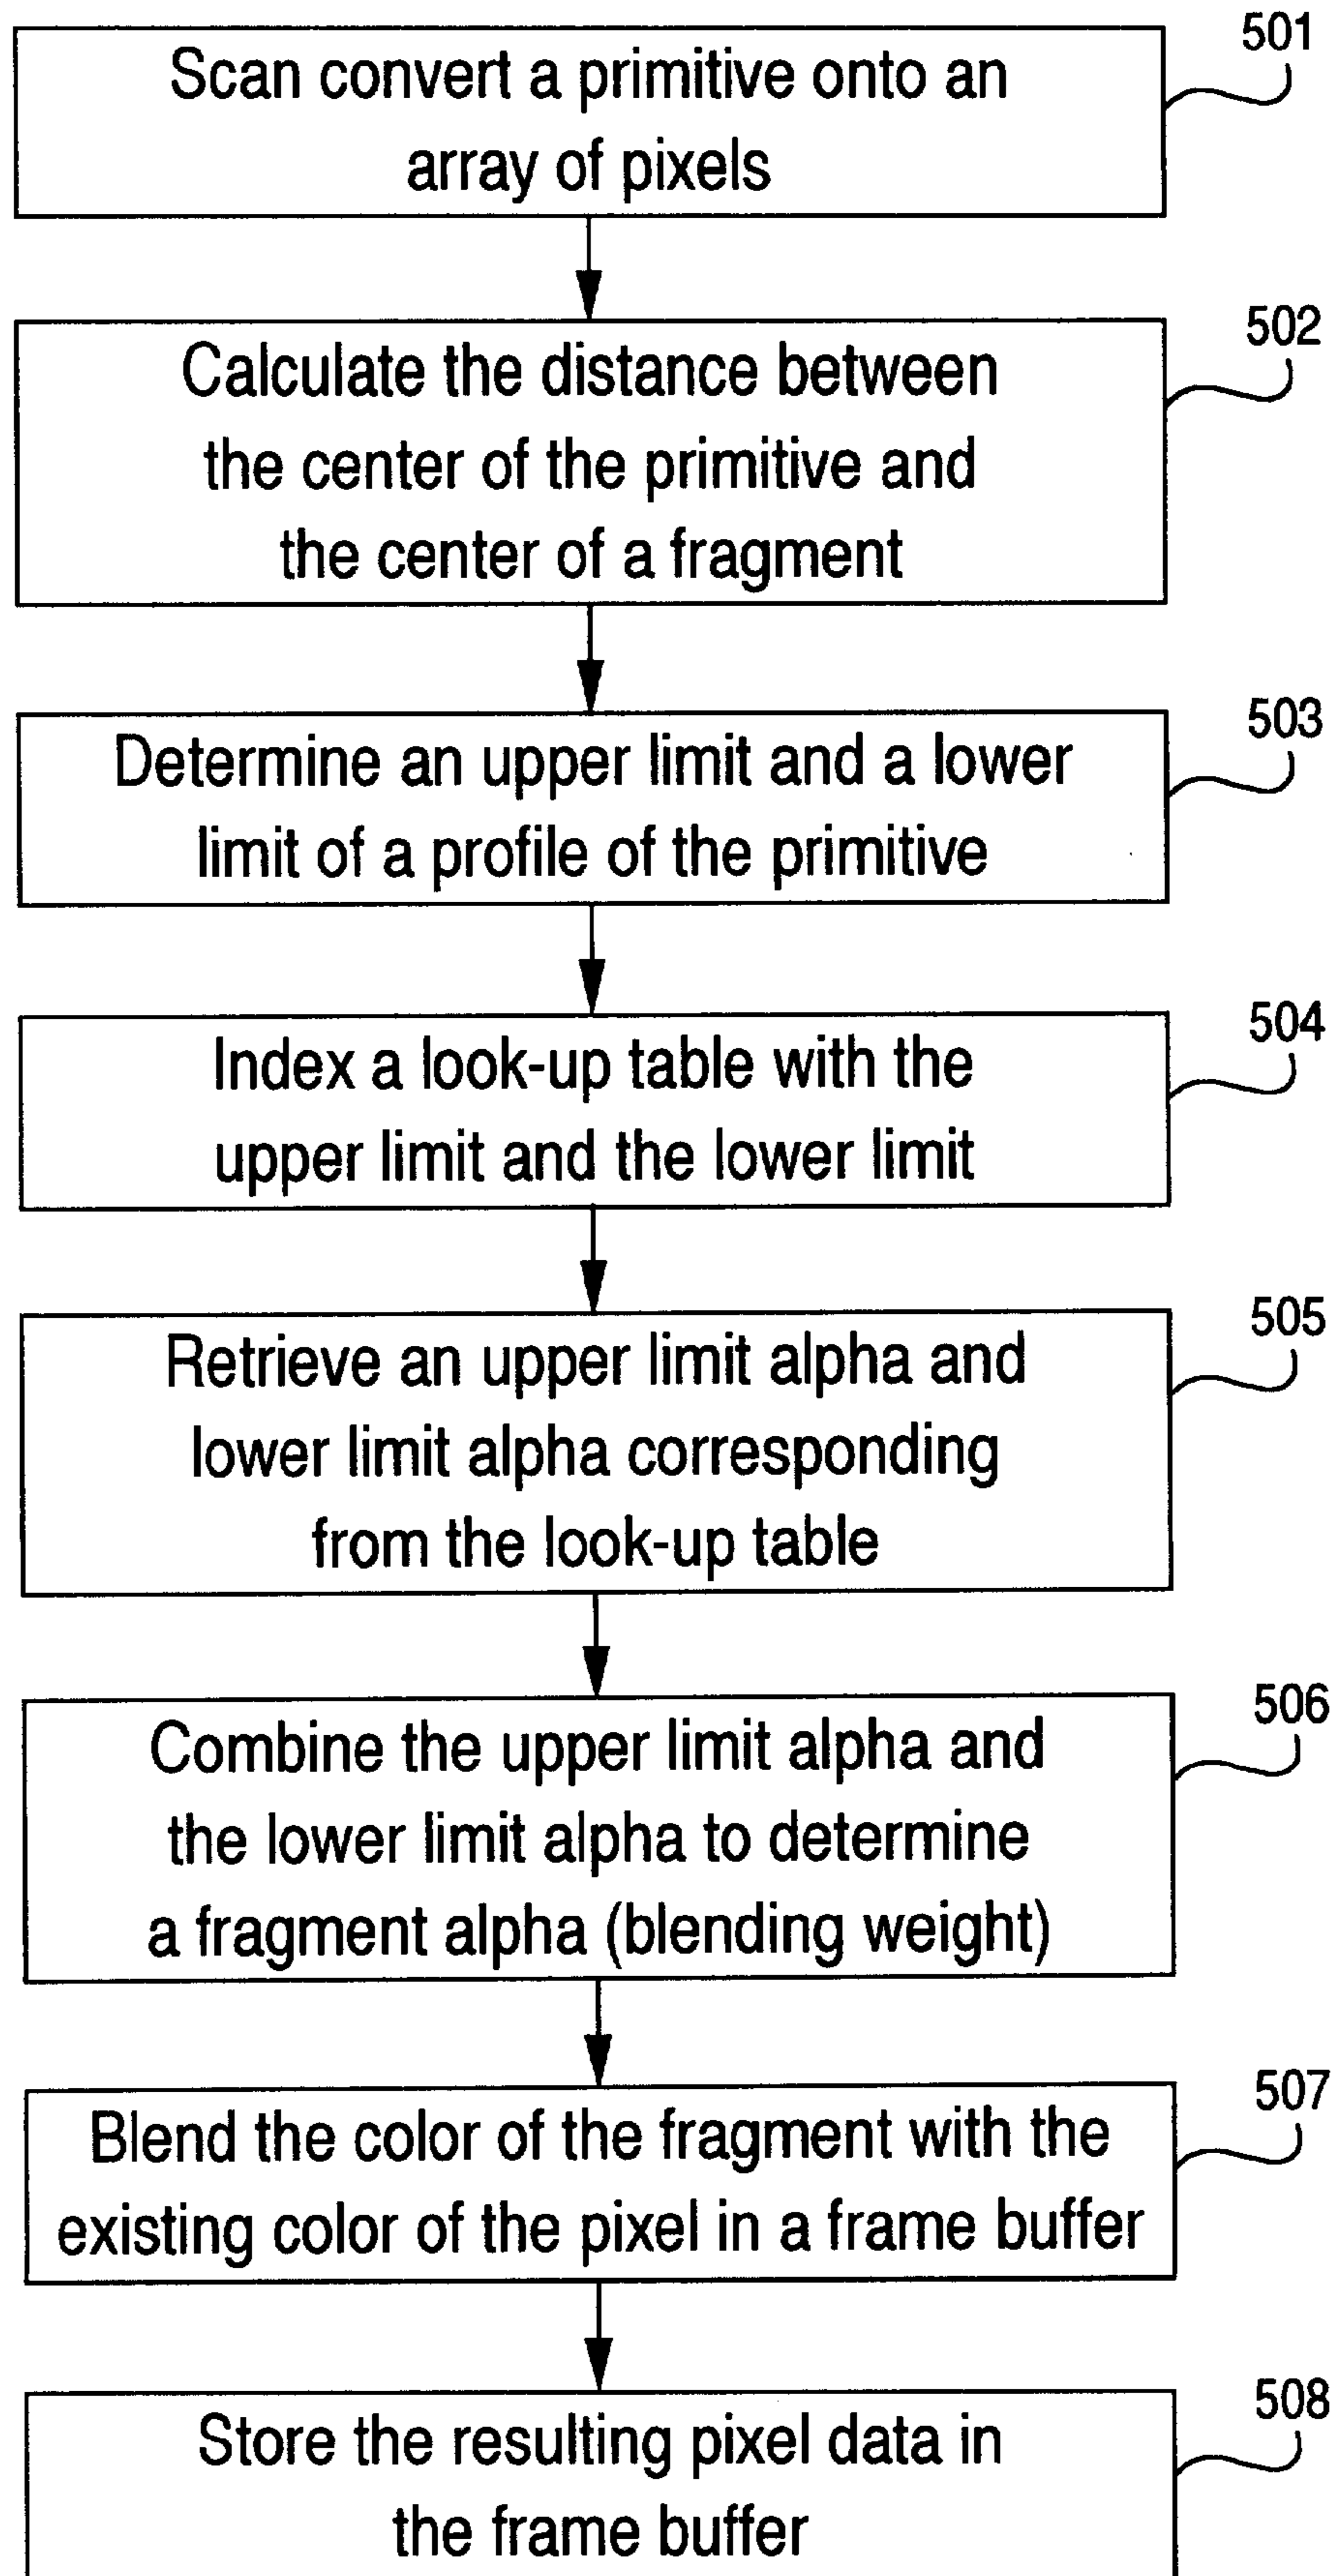 501
Scan convert a primitive onto an
array of pixels
502
Calculate the distance between
the center of the primitive and
the center of a fragment
503
Determine an upper limit and a lower
limit of a profile of the primitive
504
Index a look-up table with the
upper limit and the lower limit
505
Retrieve an upper limit alpha and
lower limit alpha corresponding
from the look-up table
506
Combine the upper limit alpha and
the lower limit alpha to determine
a fragment alpha (blending weight)
507
Blend the color of the fragment with the
existing color of the pixel in a frame buffer
508
Store the resulting pixel data in
the frame buffer